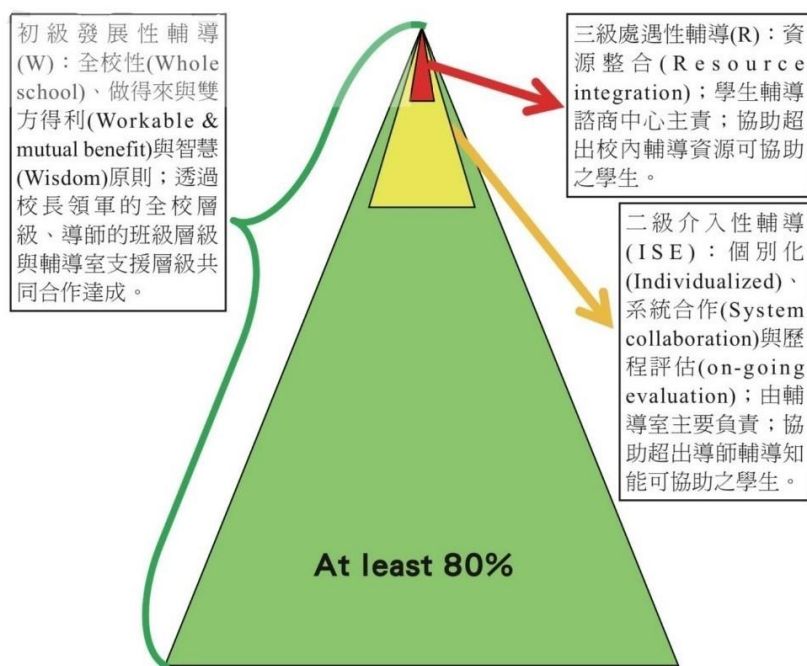 初級發展性輔導
(W)：全校性(Whole
school)、做得來與雙
方得利(Workable &
mutual benefit)與智慧
(Wisdom)原則；透過
校長領軍的全校層
級、導師的班級層級
與輔導室支援層級共
同合作達成。
三級處遇性輔導(R)：資
源整合(Resource
integration)；學生輔導
諮商中心主責；協助超
出校內輔導資源可協助
之學生。
二級介入性輔導
(ISE)：個別化
(Individualized)、
系統合作(System
collaboration)與歷
程評估(on-going
evaluation)；由輔
導室主要負責；協
助超出導師輔導知
能可協助之學生。
At least 80%